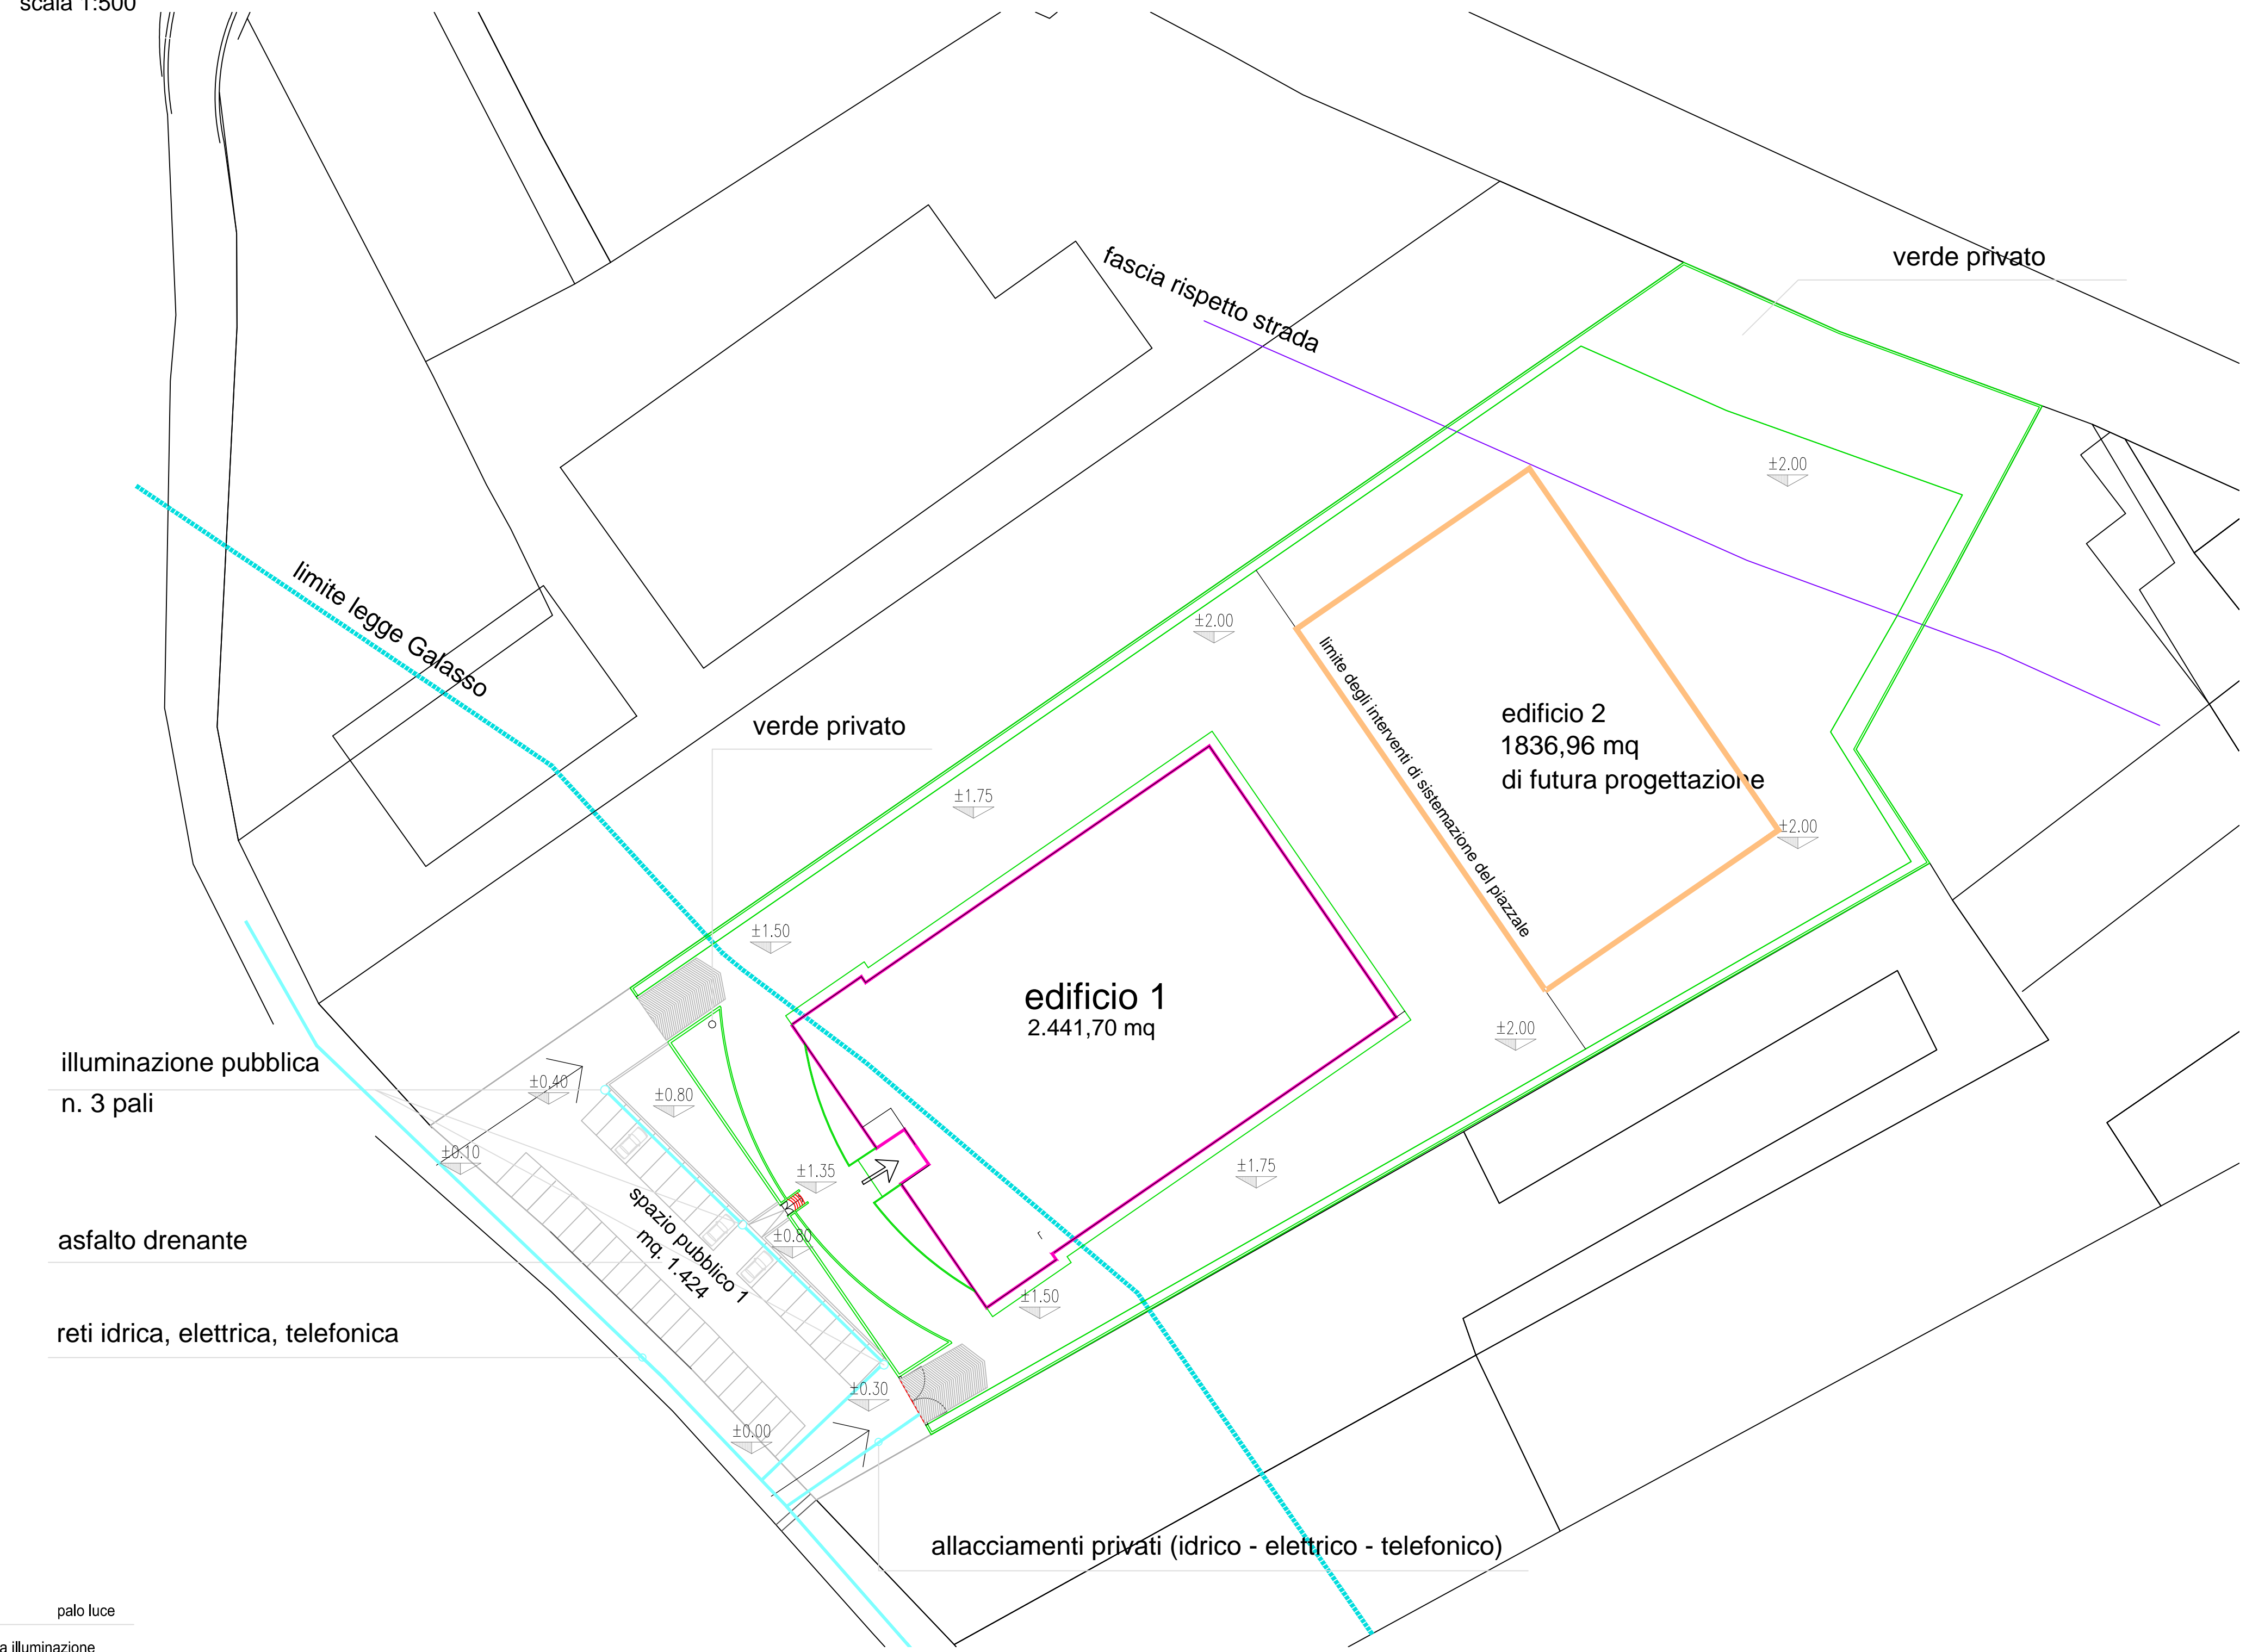 scala 1:500
verde privato
fascia rispetto strada
±2.00
limite legge Galasso
±2.00
limite degli interventi di sistemazione del piazzale
edificio 2
1836,96 mq
di futura progettazione
verde privato
±1.75
±2.00
±1.50
edificio 1
2.441,70 mq
±2.00
illuminazione pubblica
n. 3 pali
±0.40
±0.80
±0.10
±1.35
±1.75
spazio pubblico 1
mq. 1.424
±0.80
asfalto drenante
±1.50
reti idrica, elettrica, telefonica
±0.30
±0.00
allacciamenti privati (idrico - elettrico - telefonico)
palo luce
a illuminazione